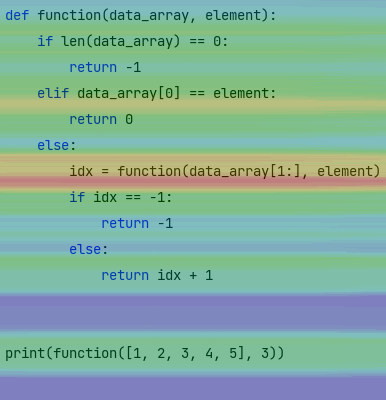 def function(data_array, element):
    if len(data_array) == 0:
        return -1
    elif data_array[0] == element:
        return 0
    else:
        idx = function(data_array[1:], element)
        if idx == -1:
            return -1
        else:
            return idx + 1

print(function([1, 2, 3, 4, 5], 3))